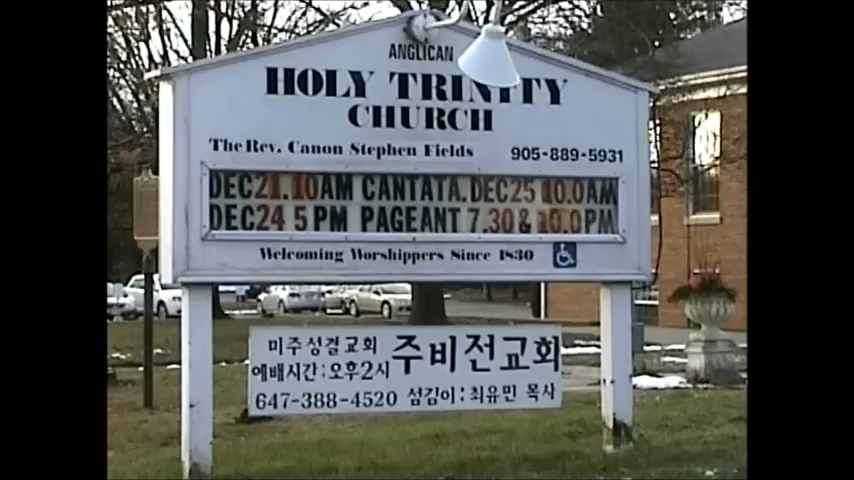 ANGLICAN
HOLY TRINITY
CHURCH
The Rev. Canon Stephen Fields 905-889-5931
DEC21.10AM CANTATA.DEC25 10.0AM
DEC24 5PM PAGEANT 7.30 & 10.0PM
Welcoming Worshippers Since 1830
미주성결교회 주비전교회
예배시간:오후2시
647-388-4520 섬김이:최유민 목사